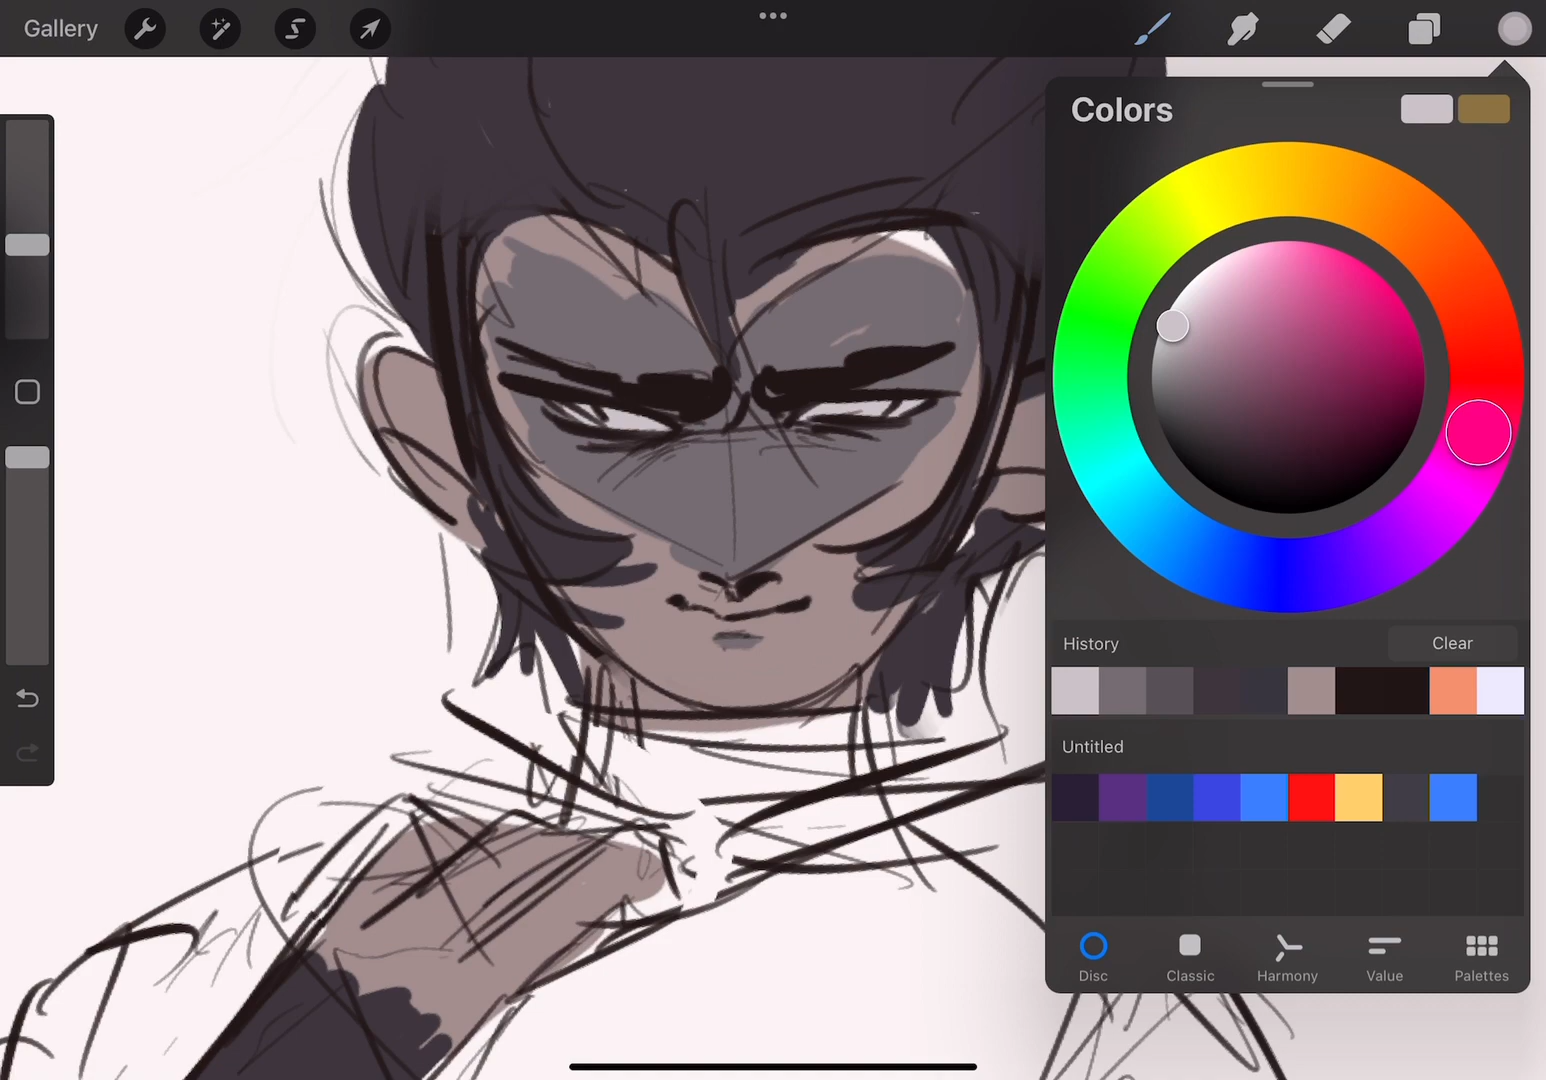 Gallery
Colors
History
Clear
Untitled
Disc
Classic
Harmony
Value
Palettes